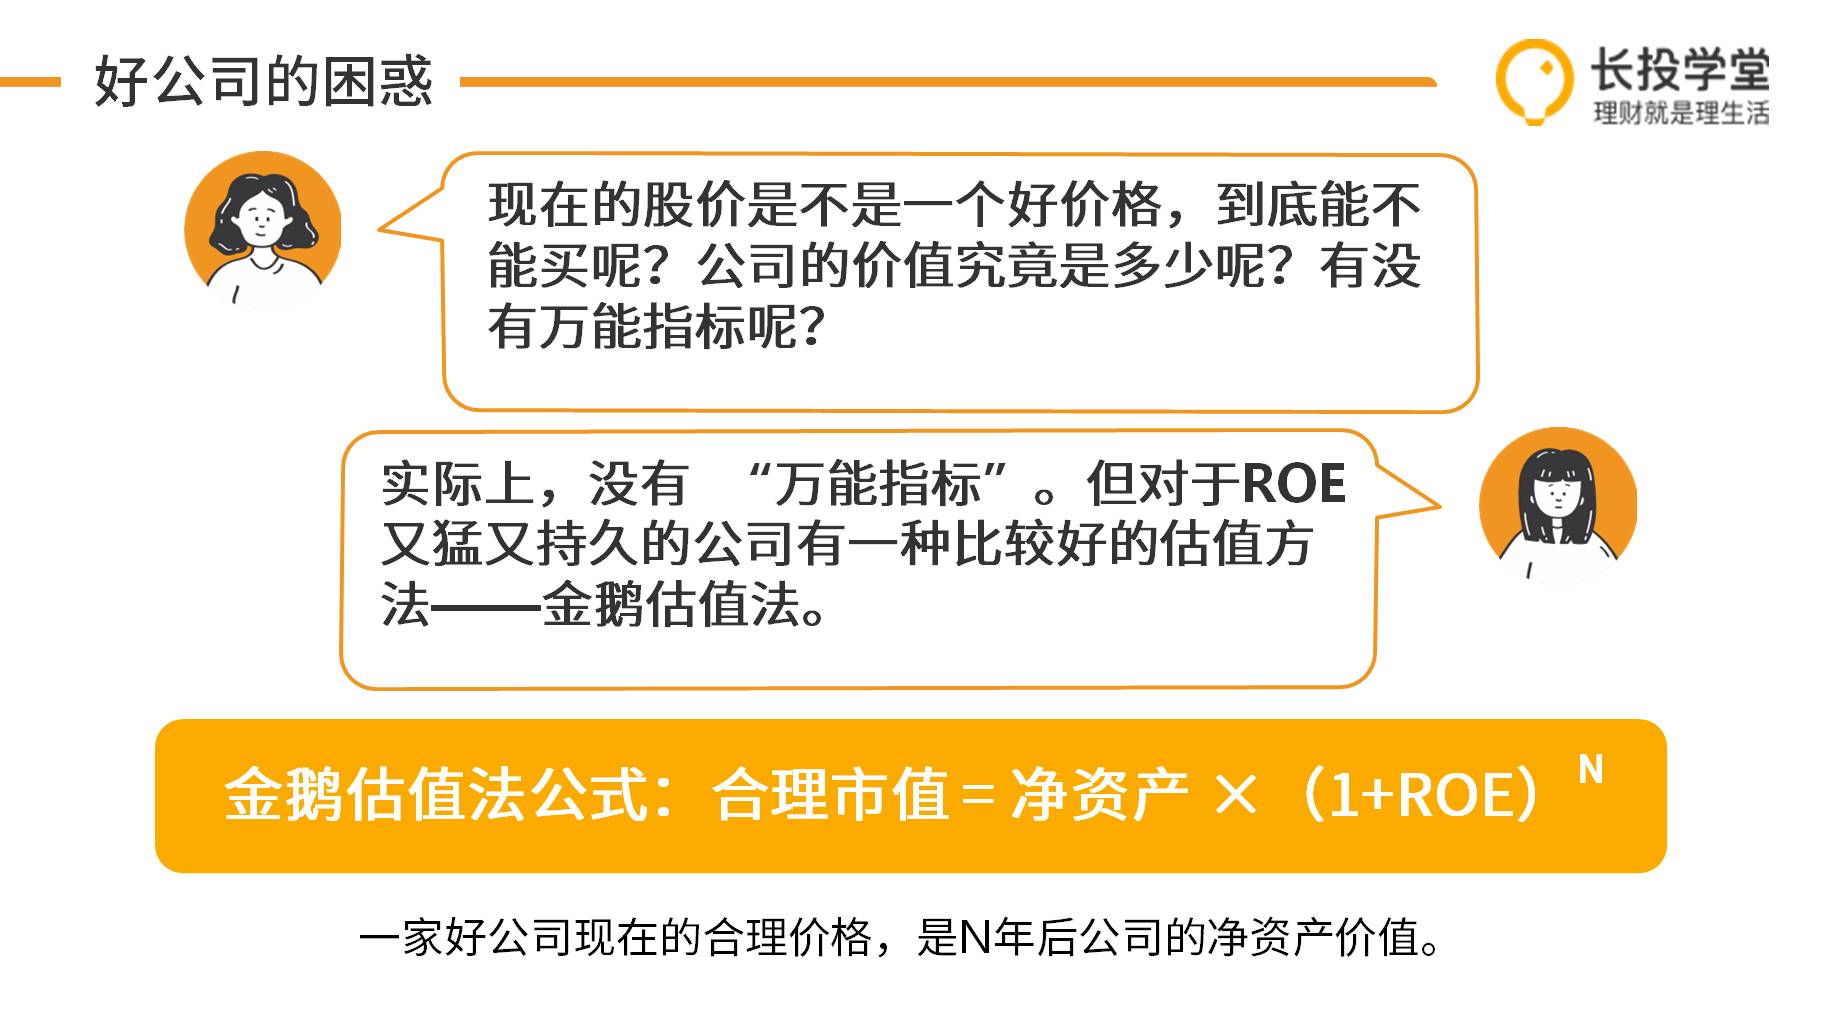 好公司的困惑
长投学堂
理财就是理生活
现在的股价是不是一个好价格，到底能不
能买呢？公司的价值究竟是多少呢？有没
有万能指标呢？
实际上，没有 “万能指标”。但对于ROE
又猛又持久的公司有一种比较好的估值方
法——金鹅估值法。
金鹅估值法公式：合理市值 = 净资产 ×（1+ROE）N
一家好公司现在的合理价格，是N年后公司的净资产价值。